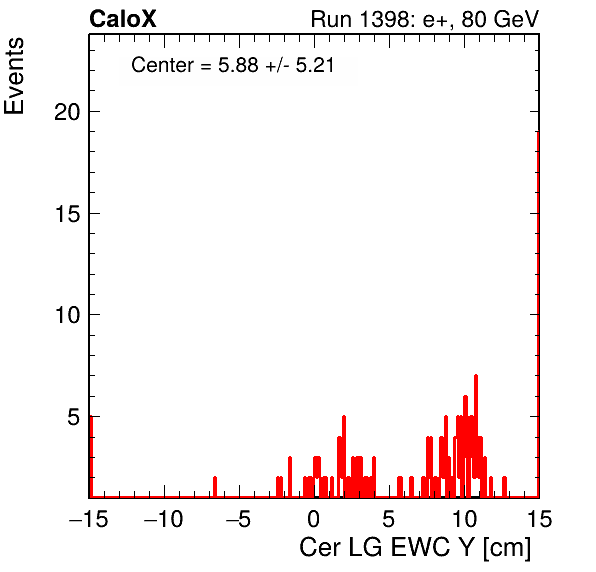 CaloX Run 1398: e+, 80 GeV
Center = 5.88 +/- 5.21
Events
20
15
10
5
−15 −10 −5 0 5 10 15
Cer LG EWC Y [cm]